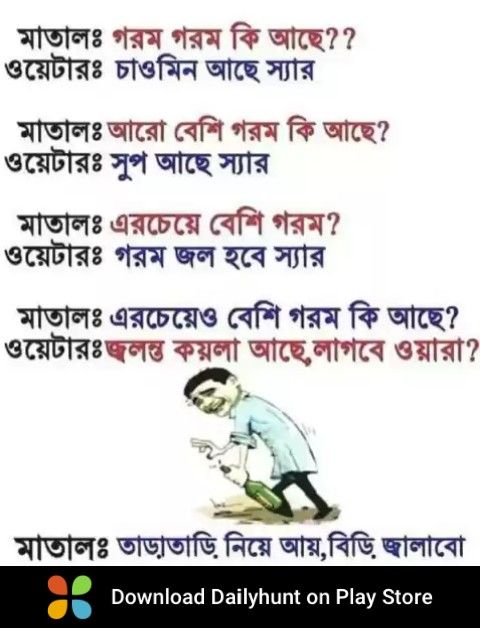 মাতালঃ গরম গরম কি আছে??
ওয়েটারঃ চাওমিন আছে স্যার
মাতালঃ আরো বেশি গরম কি আছে?
ওয়েটারঃ সুপ আছে স্যার
মাতালঃ এরচেয়ে বেশি গরম?
ওয়েটারঃ গরম জল হবে স্যার
মাতালঃ এরচেয়েও বেশি গরম কি আছে?
ওয়েটারঃ জ্বলন্ত কয়লা আছে,লাগবে ওয়ারা?
মাতালঃ তাড়াতাড়ি নিয়ে আয়,বিড়ি জ্বালাবো
Download Dailyhunt on Play Store